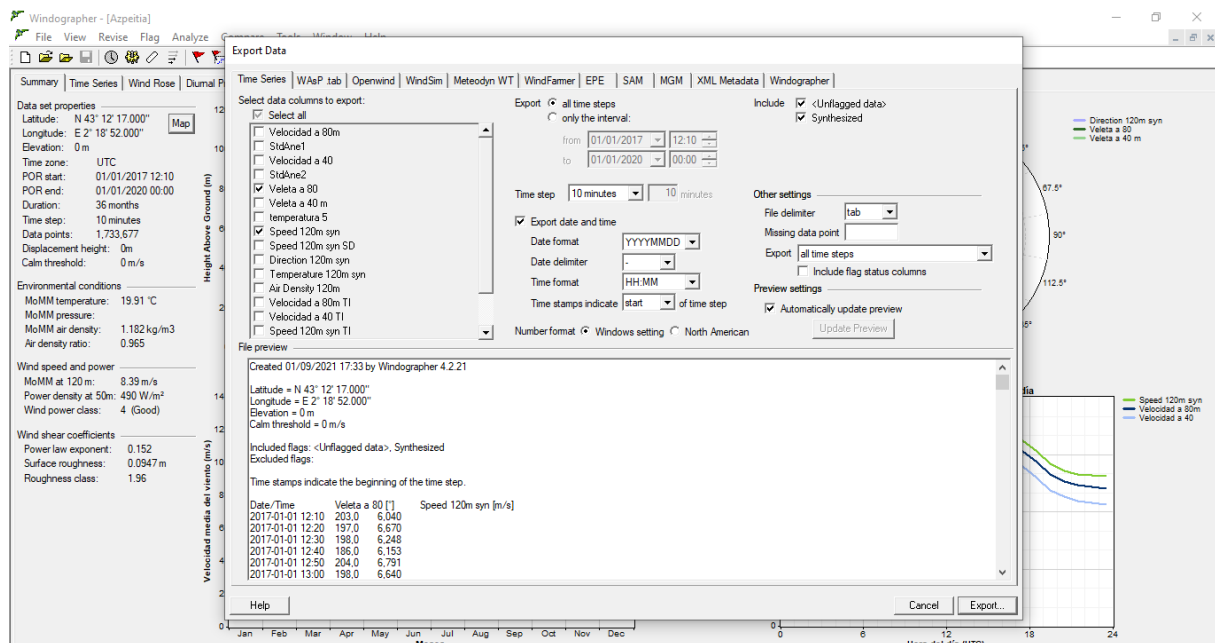 Windographer - [Azpeitia]
File View Revise Flag Analyze Compare Tools Window Help
Summary Time Series Wind Rose Diurnal P
Data set properties
Latitude: N 43° 12' 17.000"
Longitude: E 2° 18' 52.000"
Map
Elevation: 0 m
Time zone: UTC
POR start: 01/01/2017 12:10
POR end: 01/01/2020 00:00
Duration: 36 months
Time step: 10 minutes
Data points: 1,733,677
Displacement height: 0m
Calm threshold: 0 m/s
Environmental conditions
MoMM temperature: 19.91 °C
MoMM pressure:
MoMM air density: 1.182 kg/m3
Air density ratio: 0.965
Wind speed and power
MoMM at 120 m: 8.39 m/s
Power density at 50m: 490 W/m²
Wind power class: 4 (Good)
Wind shear coefficients
Power law exponent: 0.152
Surface roughness: 0.0947 m
Roughness class: 1.96
Height Above Ground (m)
Velocidad media del viento (m/s)
Export Data
Time Series WAsP .tab Openwind WindSim Meteodyn WT WindFarmer EPE SAM MGM XML Metadata Windographer
Select data columns to export:
Select all
Velocidad a 80m
StdAne1
Velocidad a 40
StdAne2
Veleta a 80
Veleta a 40 m
temperatura 5
Speed 120m syn
Speed 120m syn SD
Direction 120m syn
Temperature 120m syn
Air Density 120m
Velocidad a 80m TI
Velocidad a 40 TI
Speed 120m syn TI
Export all time steps
only the interval:
from 01/01/2017 12:10
to 01/01/2020 00:00
Time step 10 minutes 10 minutes
Export date and time
Date format YYYYMMDD
Date delimiter -
Time format HH:MM
Time stamps indicate start of time step
Number format Windows setting North American
Include <Unflagged data>
Synthesized
Other settings
File delimiter tab
Missing data point
Export all time steps
Include flag status columns
Preview settings
Automatically update preview
Update Preview
File preview
Created 01/09/2021 17:33 by Windographer 4.2.21
Latitude = N 43° 12' 17.000"
Longitude = E 2° 18' 52.000"
Elevation = 0 m
Calm threshold = 0 m/s
Included flags: <Unflagged data>, Synthesized
Excluded flags:
Time stamps indicate the beginning of the time step.
Date/Time Veleta a 80 [°] Speed 120m syn [m/s]
2017-01-01 12:10 203,0 6,040
2017-01-01 12:20 197,0 6,670
2017-01-01 12:30 198,0 6,248
2017-01-01 12:40 186,0 6,153
2017-01-01 12:50 204,0 6,791
2017-01-01 13:00 198,0 6,640
Help Cancel Export...
Direction 120m syn
Veleta a 80
Veleta a 40 m
67.5°
90°
112.5°
Speed 120m syn
Velocidad a 80m
Velocidad a 40
Jan Feb Mar Apr May Jun Jul Aug Sep Oct Nov Dec
0 6 12 18 24